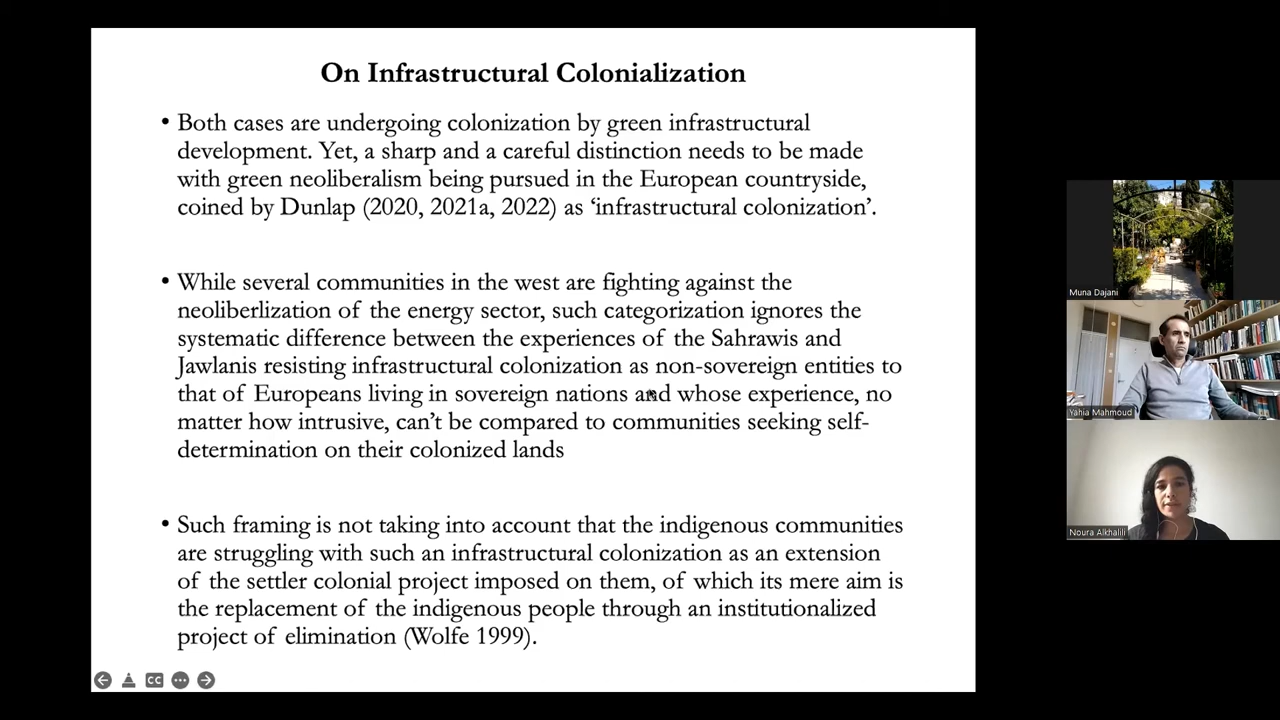 On Infrastructural Colonialization
• Both cases are undergoing colonization by green infrastructural
development. Yet, a sharp and a careful distinction needs to be made
with green neoliberalism being pursued in the European countryside,
coined by Dunlap (2020, 2021a, 2022) as ‘infrastructural colonization’.
• While several communities in the west are fighting against the
neoliberlization of the energy sector, such categorization ignores the
systematic difference between the experiences of the Sahrawis and
Jawlanis resisting infrastructural colonization as non-sovereign entities to
that of Europeans living in sovereign nations and whose experience, no
matter how intrusive, can’t be compared to communities seeking self-
determination on their colonized lands
• Such framing is not taking into account that the indigenous communities
are struggling with such an infrastructural colonization as an extension
of the settler colonial project imposed on them, of which its mere aim is
the replacement of the indigenous people through an institutionalized
project of elimination (Wolfe 1999).
CC
Muna Dajani
Yahia Mahmoud
Noura Alkhalili